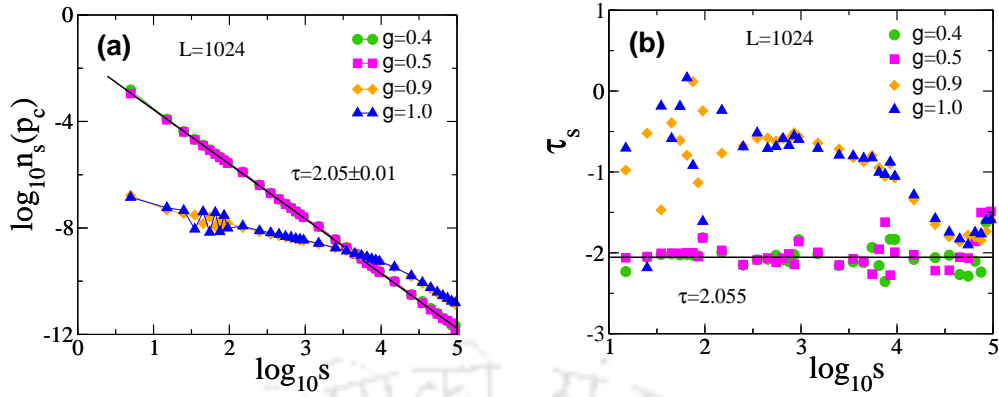 (a)
L=1024
g=0.4
g=0.5
g=0.9
g=1.0
τ=2.05±0.01
log₁₀nₛ(p_c)
0
-4
-8
-12
0 1 2 3 4 5
log₁₀s
(b)
L=1024
g=0.4
g=0.5
g=0.9
g=1.0
τ=2.055
τₛ
1
0
-1
-2
-3
1 2 3 4 5
log₁₀s